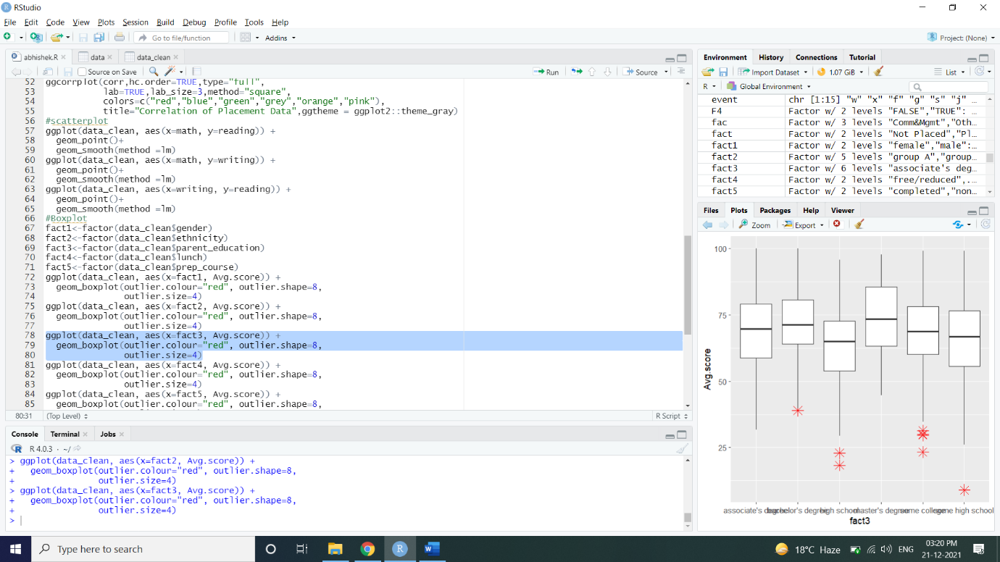 RStudio
File Edit Code View Plots Session Build Debug Profile Tools Help
Go to file/function Addins Project: (None)
abhishek.R data data_clean
Source on Save Run Source
52 ggcorrplot(corr,hc.order=TRUE,type="full",
53 lab=TRUE,lab_size=3,method="square",
54 colors=c("red","blue","green","grey","orange","pink"),
55 title="Correlation of Placement Data",ggtheme = ggplot2::theme_gray)
56 #scatterplot
57 ggplot(data_clean, aes(x=math, y=reading)) +
58 geom_point()+
59 geom_smooth(method =lm)
60 ggplot(data_clean, aes(x=math, y=writing)) +
61 geom_point()+
62 geom_smooth(method =lm)
63 ggplot(data_clean, aes(x=writing, y=reading)) +
64 geom_point()+
65 geom_smooth(method =lm)
66 #Boxplot
67 fact1<-factor(data_clean$gender)
68 fact2<-factor(data_clean$ethnicity)
69 fact3<-factor(data_clean$parent_education)
70 fact4<-factor(data_clean$lunch)
71 fact5<-factor(data_clean$prep_course)
72 ggplot(data_clean, aes(x=fact1, Avg.score)) +
73 geom_boxplot(outlier.colour="red", outlier.shape=8,
74 outlier.size=4)
75 ggplot(data_clean, aes(x=fact2, Avg.score)) +
76 geom_boxplot(outlier.colour="red", outlier.shape=8,
77 outlier.size=4)
78 ggplot(data_clean, aes(x=fact3, Avg.score)) +
79 geom_boxplot(outlier.colour="red", outlier.shape=8,
80 outlier.size=4)
81 ggplot(data_clean, aes(x=fact4, Avg.score)) +
82 geom_boxplot(outlier.colour="red", outlier.shape=8,
83 outlier.size=4)
84 ggplot(data_clean, aes(x=fact5, Avg.score)) +
85 geom_boxplot(outlier.colour="red", outlier.shape=8,
80:31 (Top Level) R Script
Console Terminal Jobs
R 4.0.3 · ~/
> ggplot(data_clean, aes(x=fact2, Avg.score)) +
+ geom_boxplot(outlier.colour="red", outlier.shape=8,
+ outlier.size=4)
> ggplot(data_clean, aes(x=fact3, Avg.score)) +
+ geom_boxplot(outlier.colour="red", outlier.shape=8,
+ outlier.size=4)
>
Environment History Connections Tutorial
Import Dataset 1.07 GiB List
R Global Environment
event chr [1:15] "w" "x" "f" "g" "s" "j" ...
F4 Factor w/ 2 levels "FALSE","TRUE": ...
fac Factor w/ 3 levels "Comm&Mgmt","Oth...
fact Factor w/ 2 levels "Not Placed","Pl...
fact1 Factor w/ 2 levels "female","male":...
fact2 Factor w/ 5 levels "group A","group...
fact3 Factor w/ 6 levels "associate's deg...
fact4 Factor w/ 2 levels "free/reduced",...
fact5 Factor w/ 2 levels "completed","non...
Files Plots Packages Help Viewer
Zoom Export
100
75
50
25
Avg.score
associate's degree bachelor's degree high school master's degree some college some high school
fact3
Type here to search
18°C Haze ENG 03:20 PM
21-12-2021